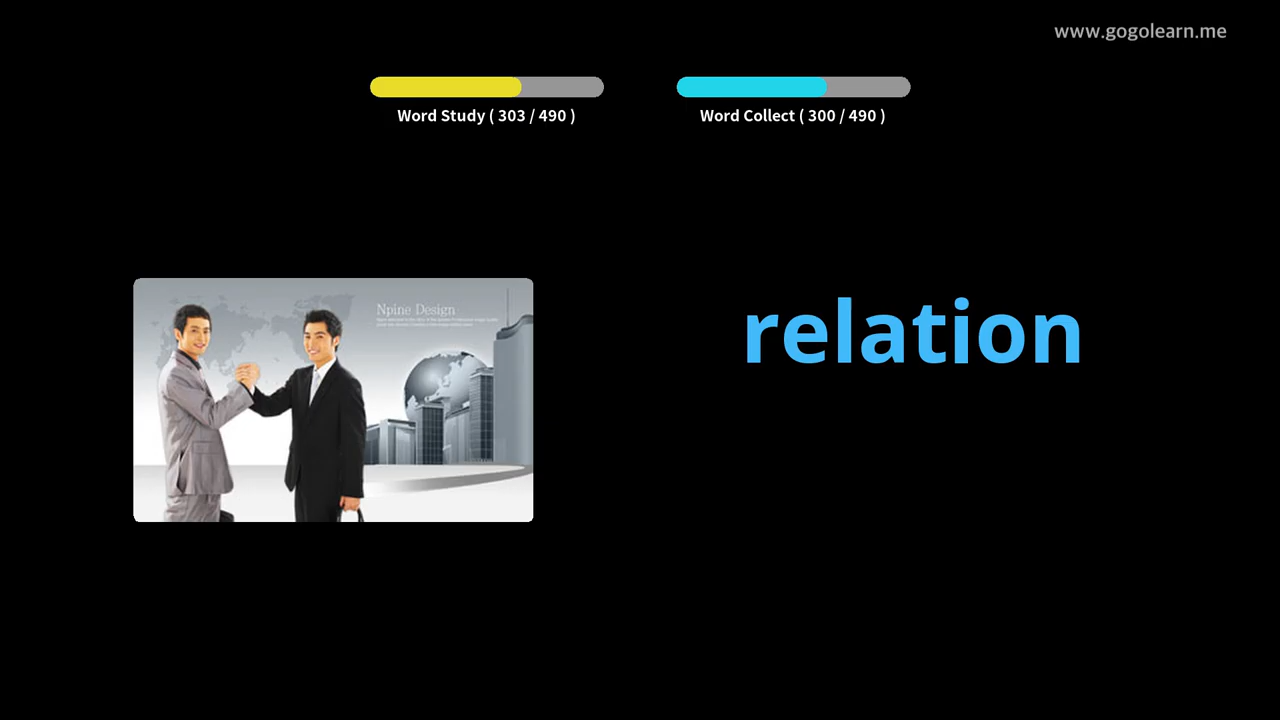 www.gogolearn.me
Word Study ( 303 / 490 )
Word Collect ( 300 / 490 )
Npine Design
relation